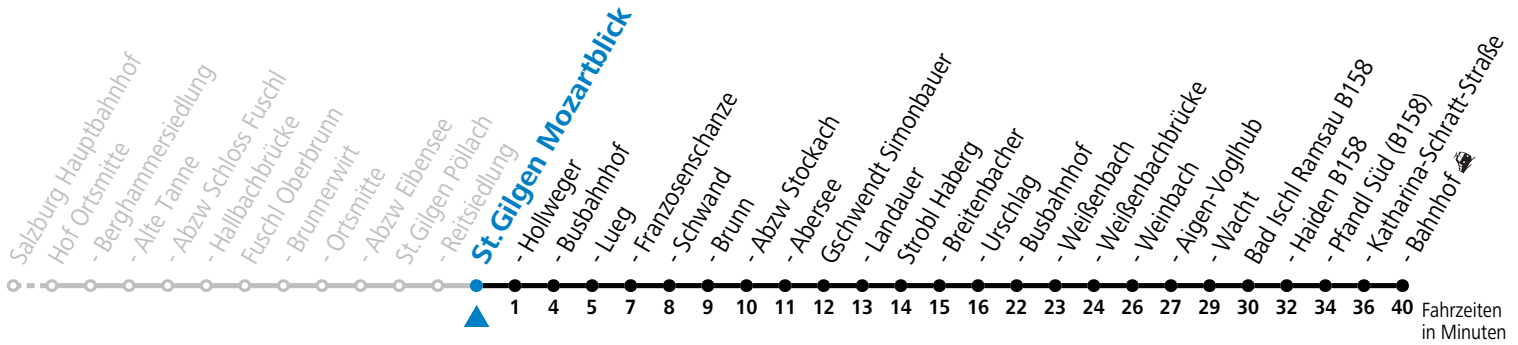 Salzburg Hauptbahnhof
Hof Ortsmitte
- Berghammersiedlung
- Alte Tanne
- Abzw Schloss Fuschl
- Hallbachbrücke
Fuschl Oberbrunn
- Brunnerwirt
- Ortsmitte
- Abzw Eibensee
St.Gilgen Pöllach
- Reitsiedlung
St.Gilgen Mozartblick
- Hollweger
- Busbahnhof
- Lueg
- Franzosenschanze
- Schwand
- Brunn
- Abzw Stockach
- Abersee
Gschwendt Simonbauer
- Landauer
Strobl Haberg
- Breitenbacher
- Urschlag
- Busbahnhof
- Weißenbach
- Weißenbachbrücke
- Weinbach
- Aigen-Voglhub
- Wacht
Bad Ischl Ramsau B158
- Haiden B158
- Pfandl Süd (B158)
- Katharina-Schratt-Straße
- Bahnhof
1 4 5 7 8 9 10 11 12 13 14 15 16 22 23 24 26 27 29 30 32 34 36 40 Fahrzeiten
in Minuten